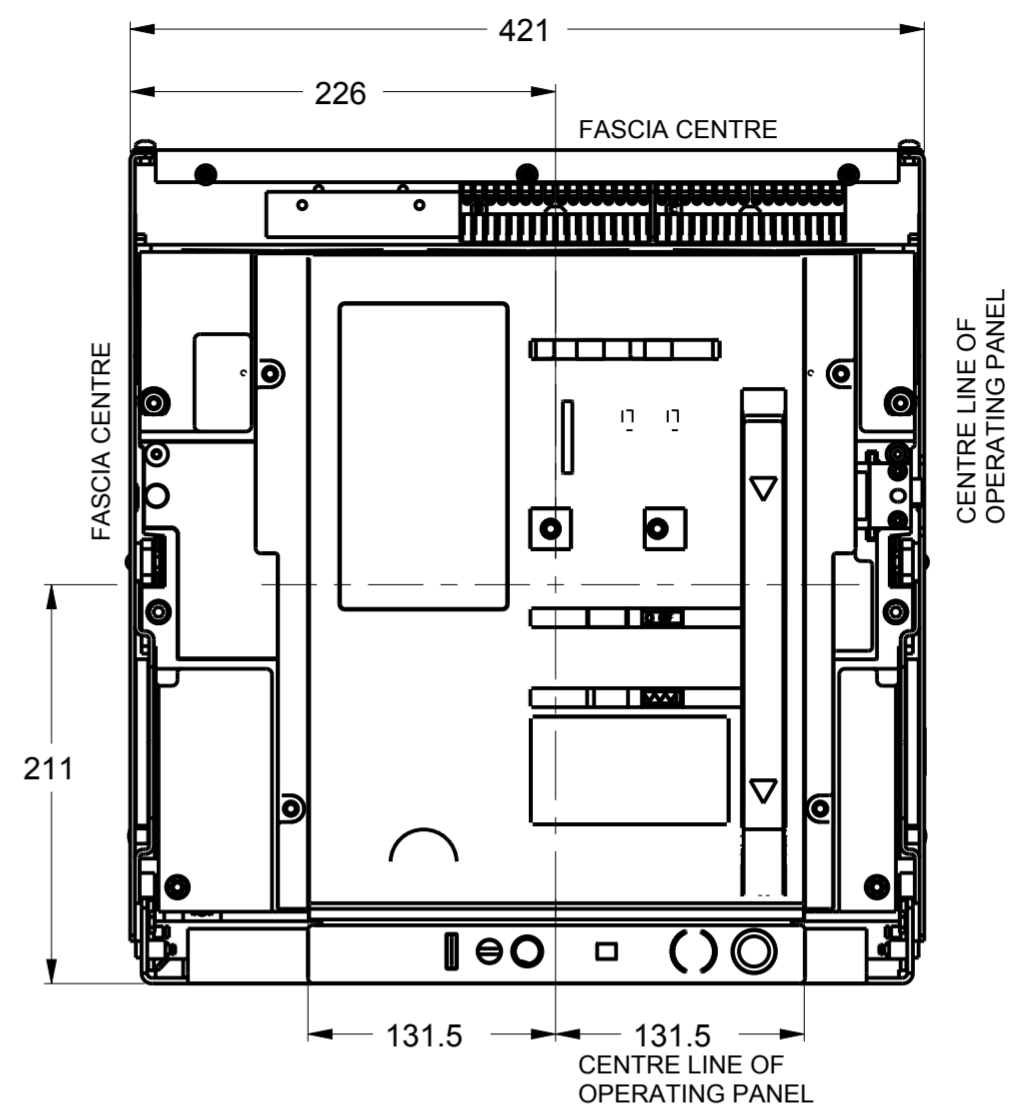 421
226
FASCIA CENTRE
FASCIA CENTRE
CENTRE LINE OF
OPERATING PANEL
211
131.5
131.5
CENTRE LINE OF
OPERATING PANEL